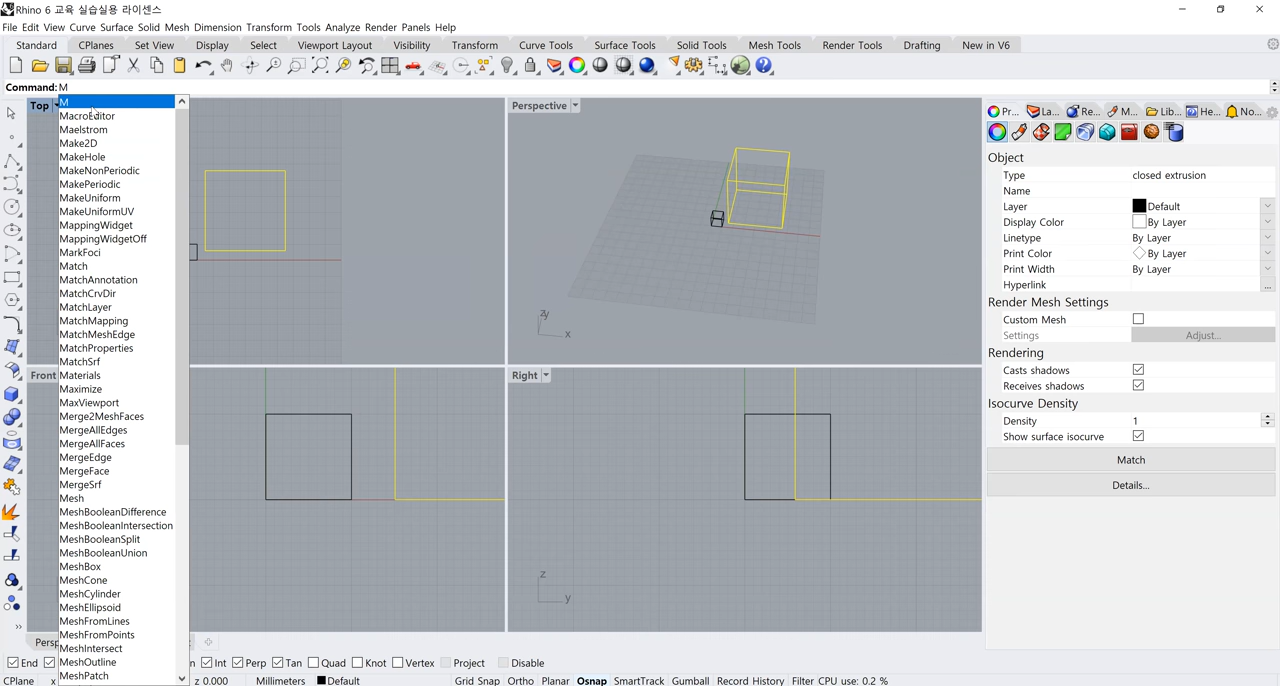 Rhino 6 교육 실습실용 라이센스
File Edit View Curve Surface Solid Mesh Dimension Transform Tools Analyze Render Panels Help
Standard CPlanes Set View Display Select Viewport Layout Visibility Transform Curve Tools Surface Tools Solid Tools Mesh Tools Render Tools Drafting New in V6
Command: M
M
MacroEditor
Maelstrom
Make2D
MakeHole
MakeNonPeriodic
MakePeriodic
MakeUniform
MakeUniformUV
MappingWidget
MappingWidgetOff
MarkFoci
Match
MatchAnnotation
MatchCrvDir
MatchLayer
MatchMapping
MatchMeshEdge
MatchProperties
MatchSrf
Materials
Maximize
MaxViewport
Merge2MeshFaces
MergeAllEdges
MergeAllFaces
MergeEdge
MergeFace
MergeSrf
Mesh
MeshBooleanDifference
MeshBooleanIntersection
MeshBooleanSplit
MeshBooleanUnion
MeshBox
MeshCone
MeshCylinder
MeshEllipsoid
MeshFromLines
MeshFromPoints
MeshIntersect
MeshOutline
MeshPatch
Top
Perspective
zy
x
Front
Right
z
y
Pr... La... Re... M... Lib... He... No...
Object
Type closed extrusion
Name
Layer Default
Display Color By Layer
Linetype By Layer
Print Color By Layer
Print Width By Layer
Hyperlink ...
Render Mesh Settings
Custom Mesh
Settings Adjust...
Rendering
Casts shadows
Receives shadows
Isocurve Density
Density 1
Show surface isocurve
Match
Details...
Persp
End n Int Perp Tan Quad Knot Vertex Project Disable
CPlane x z 0.000 Millimeters Default Grid Snap Ortho Planar Osnap SmartTrack Gumball Record History Filter CPU use: 0.2 %